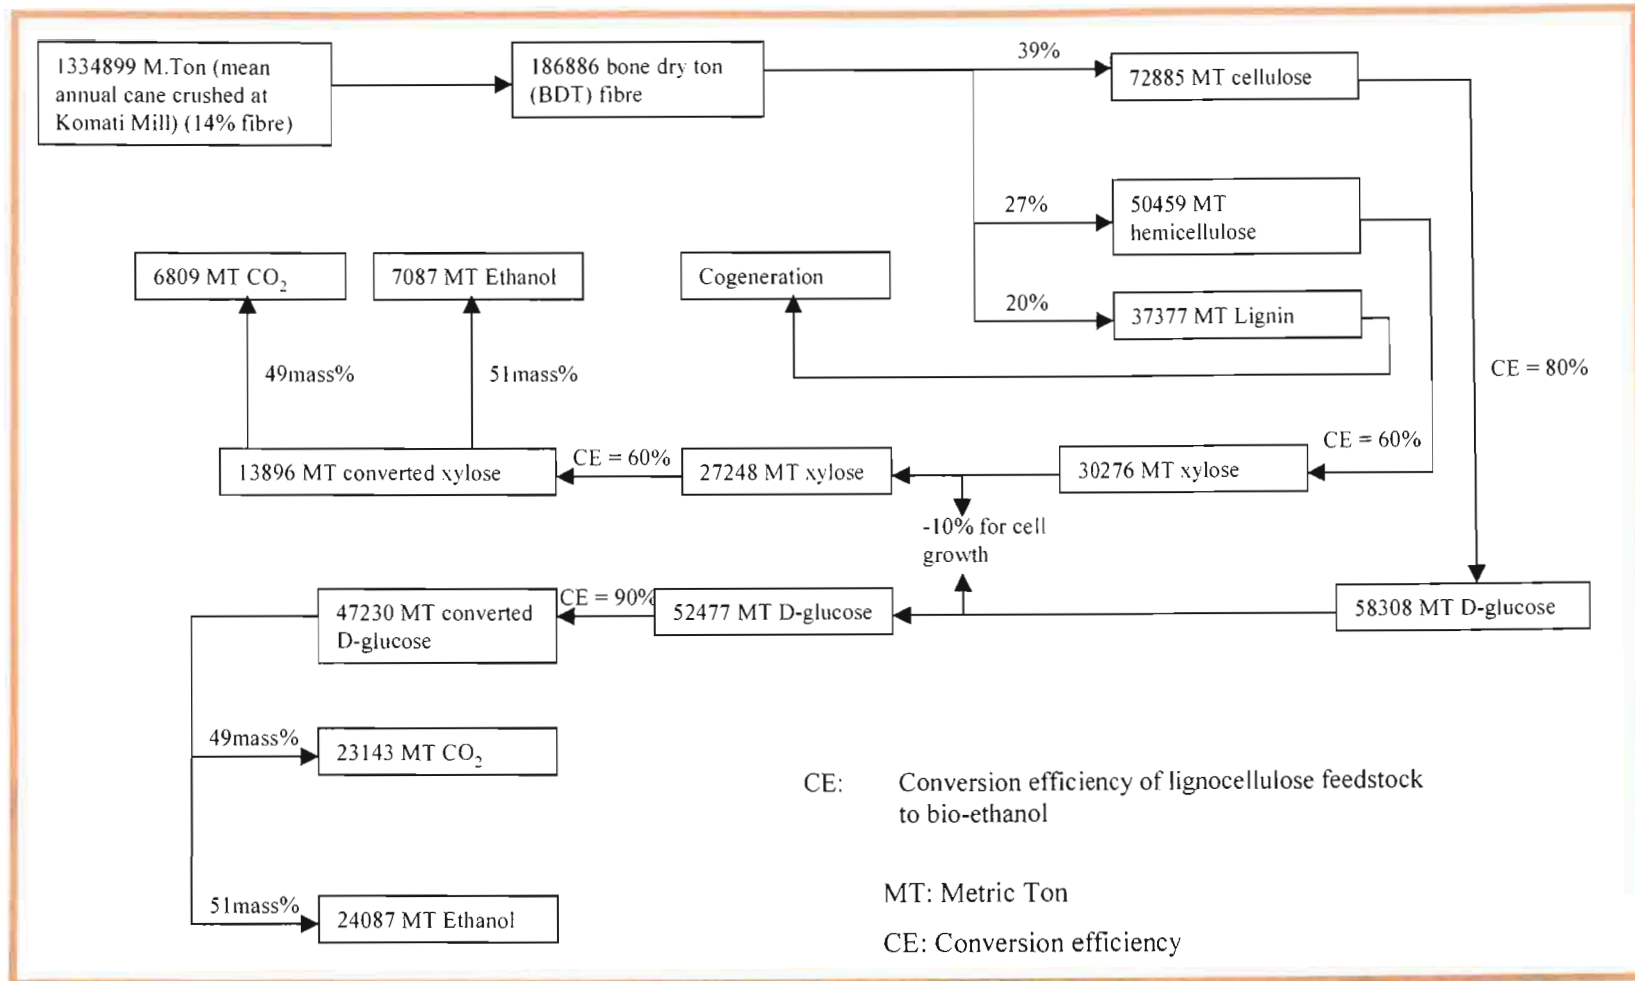 1334899 M.Ton (mean
annual cane crushed at
Komati Mill) (14% fibre)
186886 bone dry ton
(BDT) fibre
39%
72885 MT cellulose
27%
50459 MT
hemicellulose
6809 MT CO2
7087 MT Ethanol
Cogeneration
20%
37377 MT Lignin
49mass%
51mass%
CE = 80%
13896 MT converted xylose
CE = 60%
27248 MT xylose
30276 MT xylose
CE = 60%
-10% for cell
growth
47230 MT converted
D-glucose
CE = 90%
52477 MT D-glucose
58308 MT D-glucose
49mass%
23143 MT CO2
CE: Conversion efficiency of lignocellulose feedstock
to bio-ethanol
51mass%
24087 MT Ethanol
MT: Metric Ton
CE: Conversion efficiency